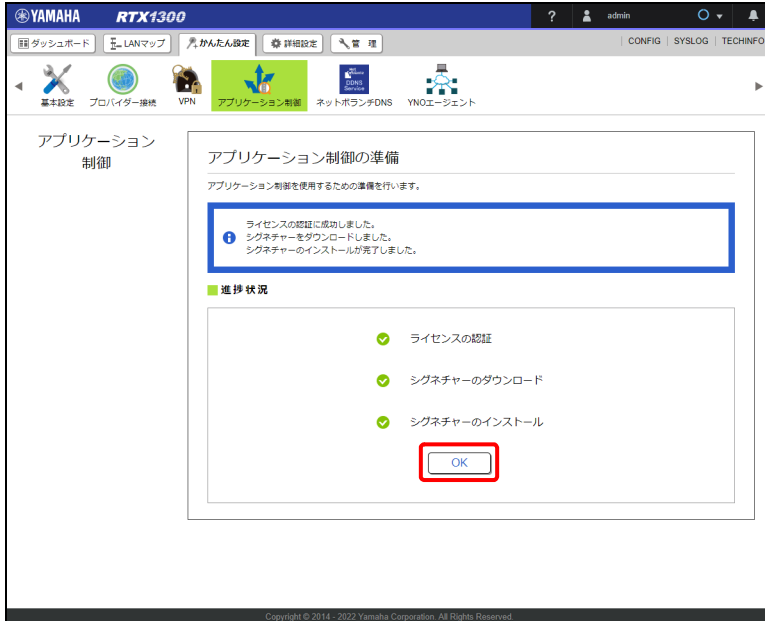 YAMAHA RTX1300 ? admin
ダッシュボード LANマップ かんたん設定 詳細設定 管理 CONFIG SYSLOG TECHINFO
基本設定 プロバイダー接続 VPN アプリケーション制御 Net Volante DDNS Service ネットボランチDNS YNOエージェント
アプリケーション
制御
アプリケーション制御の準備
アプリケーション制御を使用するための準備を行います。
ライセンスの認証に成功しました。
シグネチャーをダウンロードしました。
シグネチャーのインストールが完了しました。
進捗状況
ライセンスの認証
シグネチャーのダウンロード
シグネチャーのインストール
OK
Copyright © 2014 - 2022 Yamaha Corporation. All Rights Reserved.